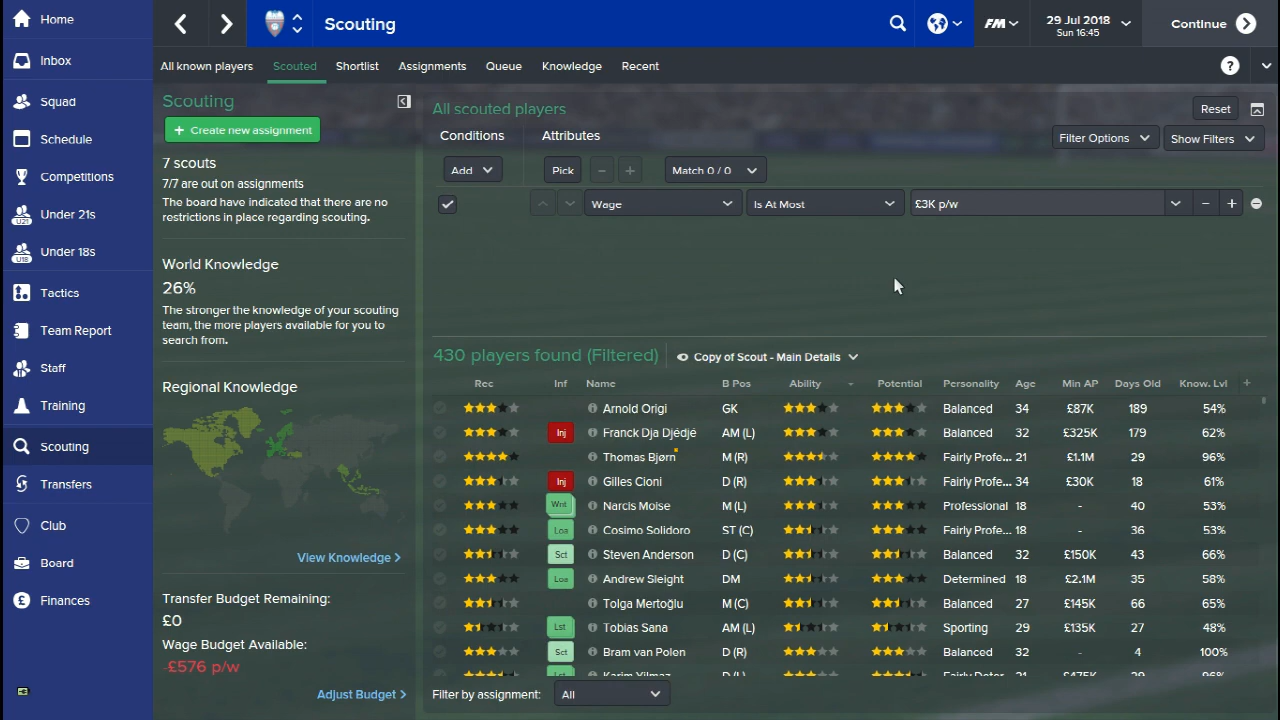 Home
Inbox
Squad
Schedule
Competitions
U21
Under 21s
U18
Under 18s
Tactics
Team Report
Staff
Training
Scouting
Transfers
Club
Board
Finances
Scouting
FM
29 Jul 2018
Sun 16:45
Continue
All known players Scouted Shortlist Assignments Queue Knowledge Recent
?
Scouting
+ Create new assignment
7 scouts
7/7 are out on assignments
The board have indicated that there are no
restrictions in place regarding scouting.
World Knowledge
26%
The stronger the knowledge of your scouting
team, the more players available for you to
search from.
Regional Knowledge
View Knowledge >
Transfer Budget Remaining:
£0
Wage Budget Available:
-£576 p/w
Adjust Budget >
All scouted players
Reset
Conditions Attributes
Filter Options Show Filters
Add Pick - + Match 0 / 0
Wage Is At Most £3K p/w - +
430 players found (Filtered) Copy of Scout - Main Details
Rec Inf Name B Pos Ability Potential Personality Age Min AP Days Old Know. Lvl +
Arnold Origi GK Balanced 34 £87K 189 54%
Inj Franck Dja Djédjé AM (L) Balanced 32 £325K 179 62%
Thomas Bjørn M (R) Fairly Profe... 21 £1.1M 29 96%
Inj Gilles Cioni D (R) Fairly Profe... 34 £30K 18 61%
Wnt Narcis Moise M (L) Professional 18 - 40 53%
Loa Cosimo Solidoro ST (C) Fairly Profe... 18 - 36 53%
Sct Steven Anderson D (C) Balanced 32 £150K 43 66%
Loa Andrew Sleight DM Determined 18 £2.1M 35 58%
Tolga Mertoğlu M (C) Balanced 27 £145K 66 65%
Lst Tobias Sana AM (L) Sporting 29 £135K 27 48%
Sct Bram van Polen D (R) Balanced 32 - 4 100%
Lst Karim Yilmaz Fairly Deter... 21 £475K 29 96%
Filter by assignment: All